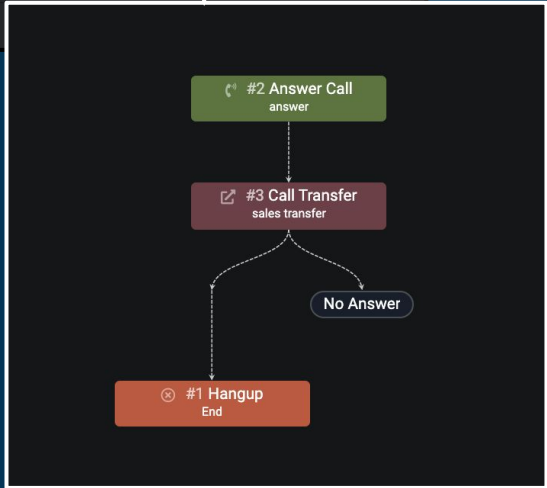 #2 Answer Call
answer
#3 Call Transfer
sales transfer
No Answer
#1 Hangup
End